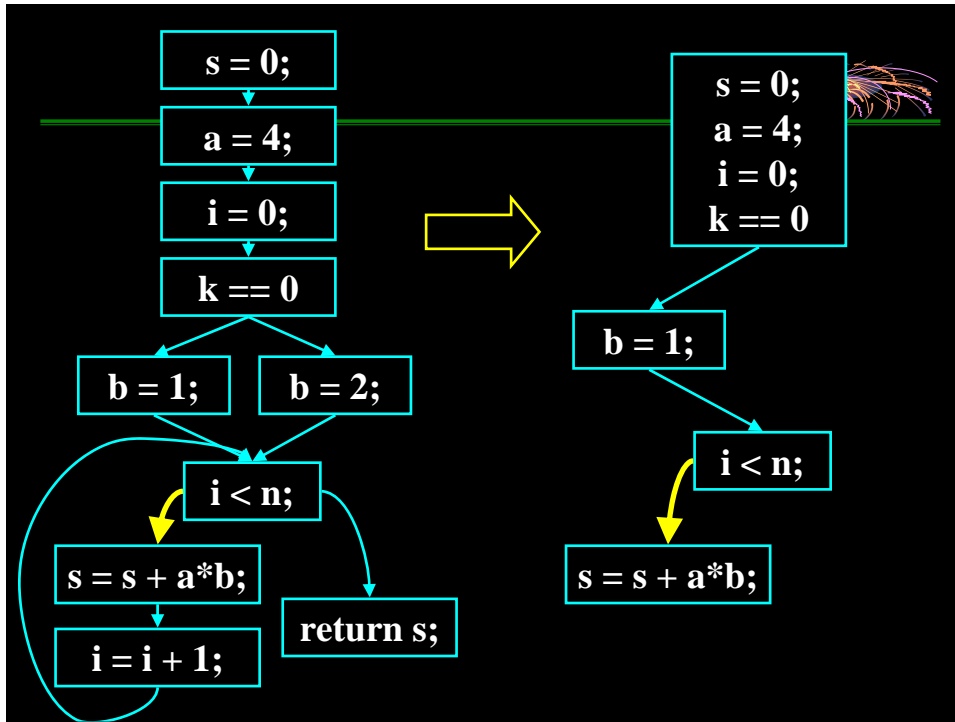 s = 0;
a = 4;
i = 0;
k == 0
b = 1;
b = 2;
i < n;
s = s + a*b;
i = i + 1;
return s;
s = 0;
a = 4;
i = 0;
k == 0
b = 1;
i < n;
s = s + a*b;